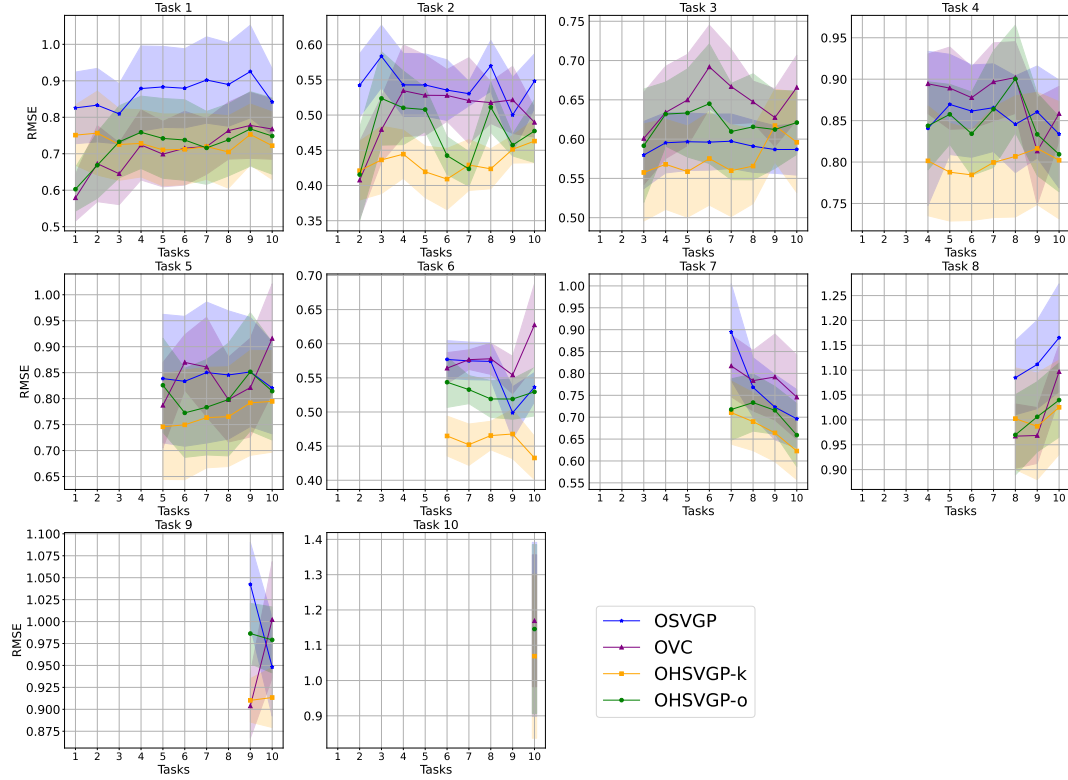 Task 1
Task 2
Task 3
Task 4
RMSE
1.0
0.9
0.8
0.7
0.6
0.5
0.60
0.55
0.50
0.45
0.40
0.35
0.75
0.70
0.65
0.60
0.55
0.50
0.95
0.90
0.85
0.80
0.75
1 2 3 4 5 6 7 8 9 10
1 2 3 4 5 6 7 8 9 10
1 2 3 4 5 6 7 8 9 10
1 2 3 4 5 6 7 8 9 10
Tasks
Tasks
Tasks
Tasks
Task 5
Task 6
Task 7
Task 8
RMSE
1.00
0.95
0.90
0.85
0.80
0.75
0.70
0.65
0.70
0.65
0.60
0.55
0.50
0.45
0.40
1.00
0.95
0.90
0.85
0.80
0.75
0.70
0.65
0.60
0.55
1.25
1.20
1.15
1.10
1.05
1.00
0.95
0.90
1 2 3 4 5 6 7 8 9 10
1 2 3 4 5 6 7 8 9 10
1 2 3 4 5 6 7 8 9 10
1 2 3 4 5 6 7 8 9 10
Tasks
Tasks
Tasks
Tasks
Task 9
Task 10
RMSE
1.100
1.075
1.050
1.025
1.000
0.975
0.950
0.925
0.900
0.875
1.4
1.3
1.2
1.1
1.0
0.9
1 2 3 4 5 6 7 8 9 10
1 2 3 4 5 6 7 8 9 10
Tasks
Tasks
OSVGP
OVC
OHSVGP-k
OHSVGP-o